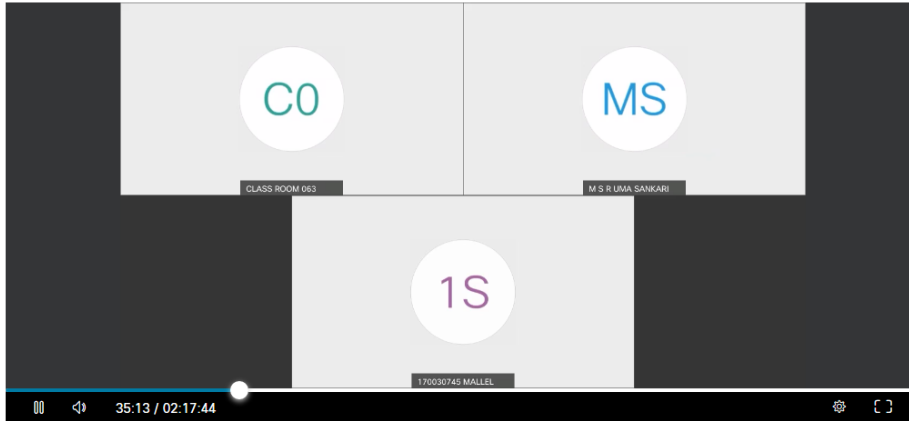 C0
MS
CLASS ROOM 063
M S R UMA SANKARI
1S
170030745 MALLEL
35:13 / 02:17:44